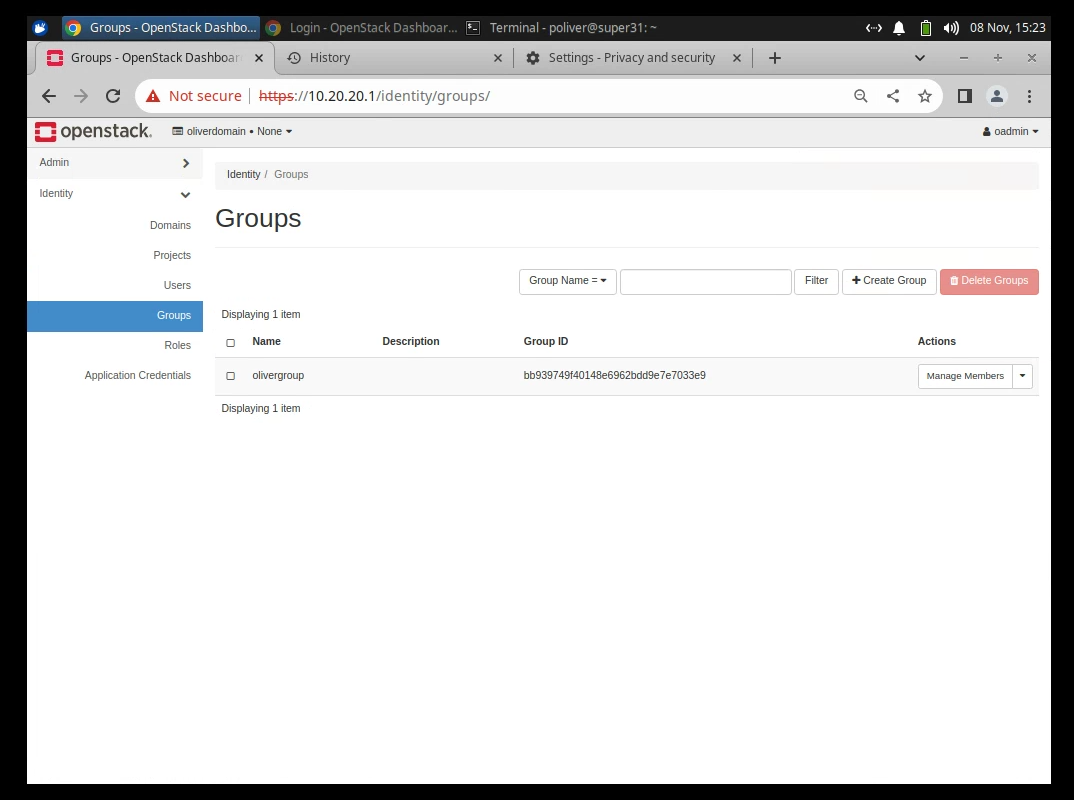 Groups - OpenStack Dashbo... Login - OpenStack Dashboar... Terminal - poliver@super31: ~ 08 Nov, 15:23
Groups - OpenStack Dashboar History Settings - Privacy and security
Not secure https://10.20.20.1/identity/groups/
openstack. oliverdomain • None oadmin
Admin
Identity
Domains
Projects
Users
Groups
Roles
Application Credentials
Identity / Groups
Groups
Group Name = Filter Create Group Delete Groups
Displaying 1 item
Name Description Group ID Actions
olivergroup bb939749f40148e6962bdd9e7e7033e9 Manage Members
Displaying 1 item